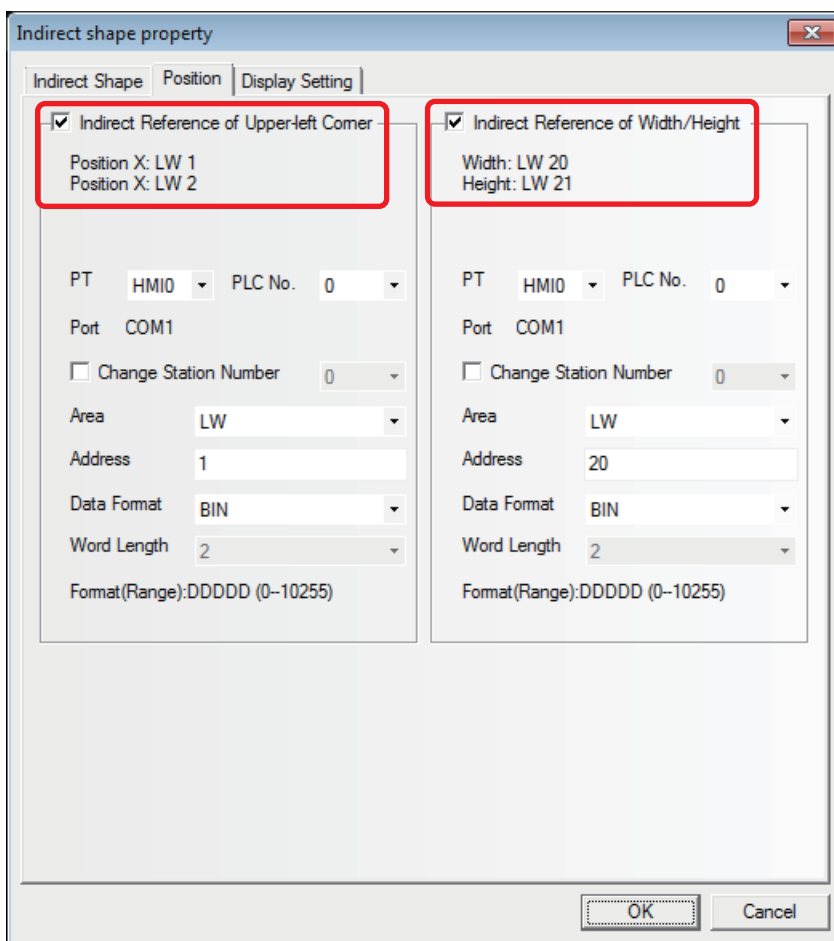 Indirect shape property
Indirect Shape Position Display Setting
Indirect Reference of Upper-left Corner
Position X: LW 1
Position X: LW 2
PT HMI0 PLC No. 0
Port COM1
Change Station Number 0
Area LW
Address 1
Data Format BIN
Word Length 2
Format(Range):DDDDD (0--10255)
Indirect Reference of Width/Height
Width: LW 20
Height: LW 21
PT HMI0 PLC No. 0
Port COM1
Change Station Number 0
Area LW
Address 20
Data Format BIN
Word Length 2
Format(Range):DDDDD (0--10255)
OK Cancel